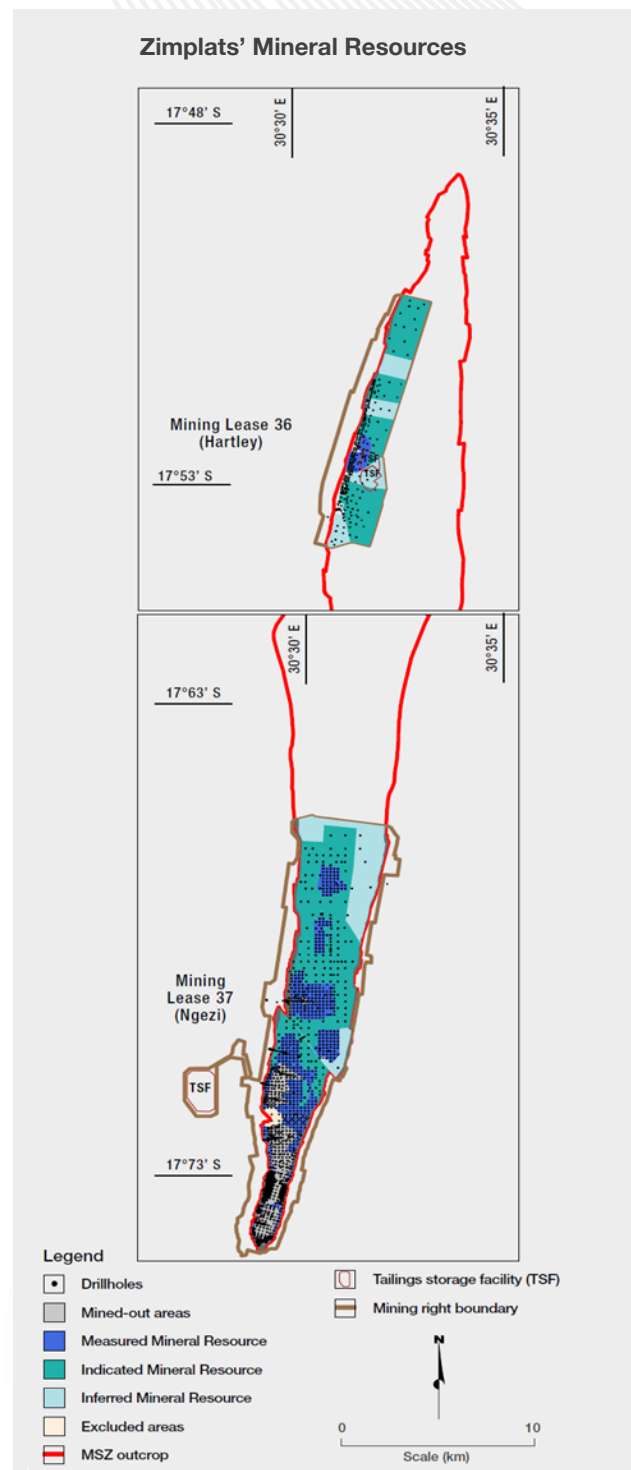 Zimplats’ Mineral Resources
17°48' S
30°30' E
30°35' E
Mining Lease 36
(Hartley)
TSF
TSF
17°53' S
30°30' E
30°35' E
17°63' S
Mining
Lease 37
(Ngezi)
TSF
17°73' S
Legend
Drillholes
Mined-out areas
Measured Mineral Resource
Indicated Mineral Resource
Inferred Mineral Resource
Excluded areas
MSZ outcrop
Tailings storage facility (TSF)
Mining right boundary
N
0 10
Scale (km)